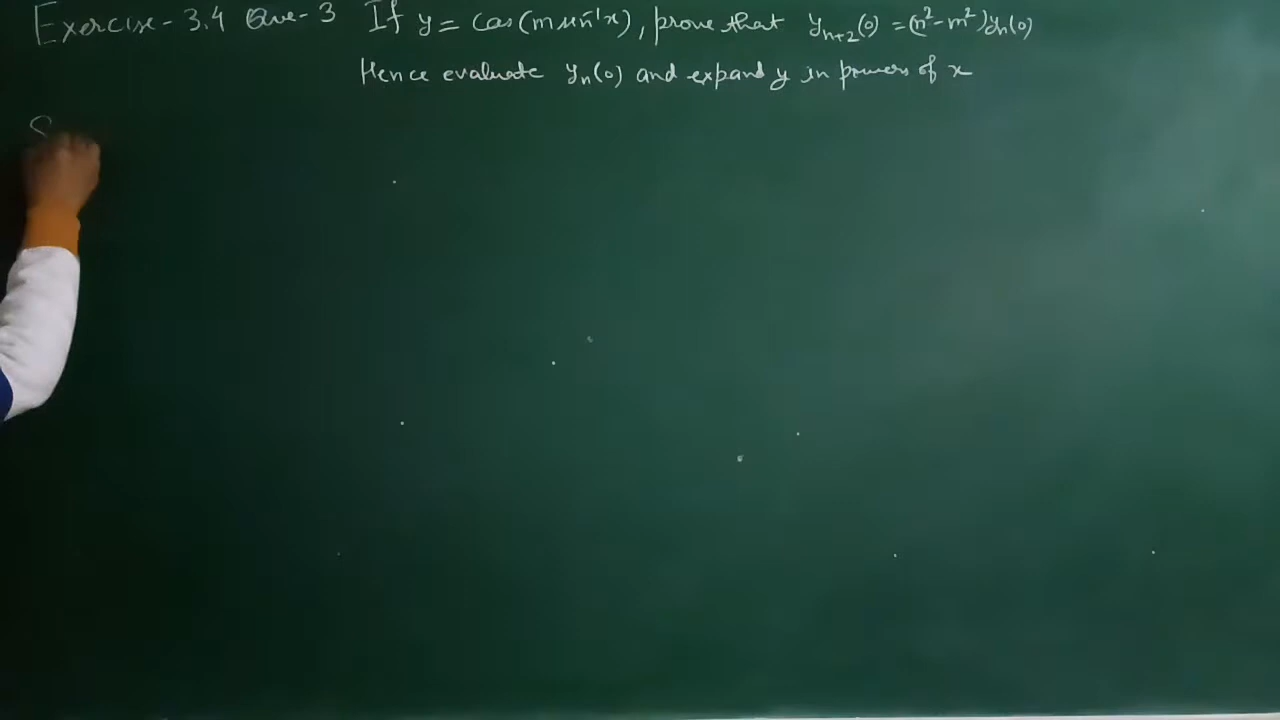 Exercise - 3.4 Que - 3 If y = cos(m sin⁻¹x), prove that yₙ₊₂(0) = (n² - m²)yₙ(0)
Hence evaluate yₙ(0) and expand y in powers of x
S